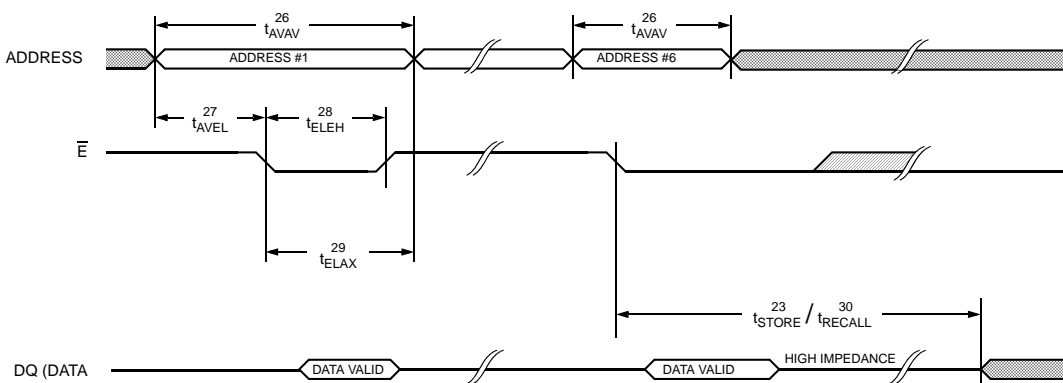 26 26
tAVAV tAVAV
ADDRESS ADDRESS #1 ADDRESS #6
27 28
tAVEL tELEH
E
29
tELAX
23 30
tSTORE / tRECALL
DQ (DATA DATA VALID DATA VALID HIGH IMPEDANCE